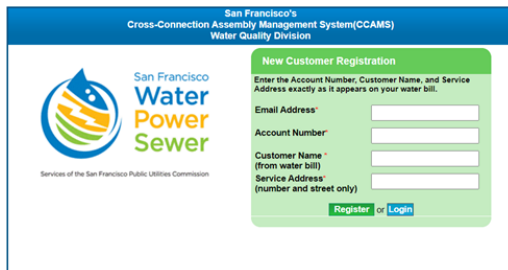 San Francisco's
Cross-Connection Assembly Management System(CCAMS)
Water Quality Division
San Francisco
Water
Power
Sewer
Services of the San Francisco Public Utilities Commission
New Customer Registration
Enter the Account Number, Customer Name, and Service
Address exactly as it appears on your water bill.
Email Address*
Account Number*
Customer Name *
(from water bill)
Service Address*
(number and street only)
Register or Login